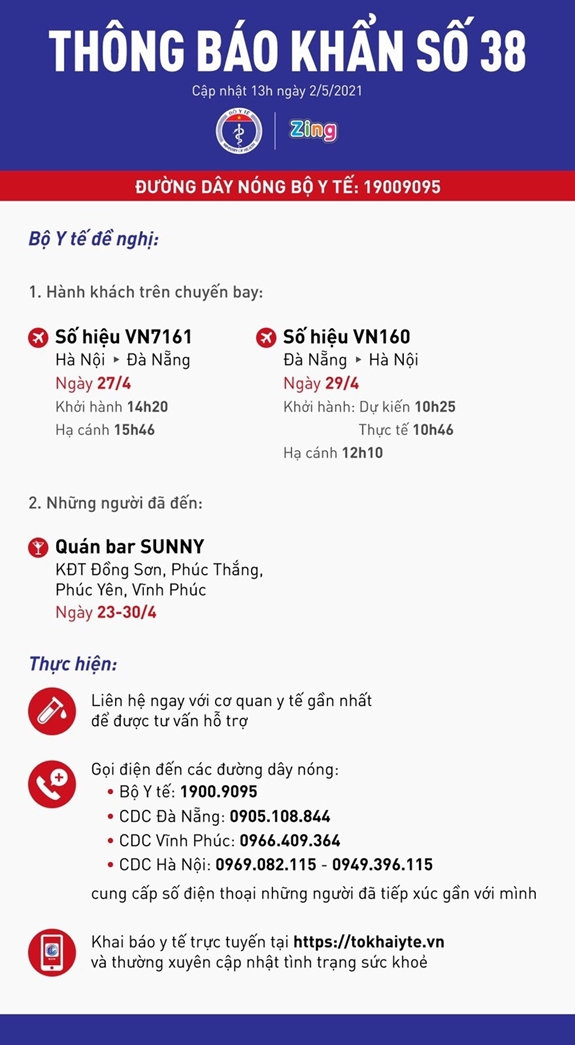 THÔNG BÁO KHẨN SỐ 38
Cập nhật 13h ngày 2/5/2021
BỘ Y TẾ
Zing
ĐƯỜNG DÂY NÓNG BỘ Y TẾ: 19009095
Bộ Y tế đề nghị:
1. Hành khách trên chuyến bay:
Số hiệu VN7161
Hà Nội ▸ Đà Nẵng
Ngày 27/4
Khởi hành 14h20
Hạ cánh 15h46
Số hiệu VN160
Đà Nẵng ▸ Hà Nội
Ngày 29/4
Khởi hành: Dự kiến 10h25
Thực tế 10h46
Hạ cánh 12h10
2. Những người đã đến:
Quán bar SUNNY
KĐT Đồng Sơn, Phúc Thắng,
Phúc Yên, Vĩnh Phúc
Ngày 23-30/4
Thực hiện:
Liên hệ ngay với cơ quan y tế gần nhất
để được tư vấn hỗ trợ
Gọi điện đến các đường dây nóng:
• Bộ Y tế: 1900.9095
• CDC Đà Nẵng: 0905.108.844
• CDC Vĩnh Phúc: 0966.409.364
• CDC Hà Nội: 0969.082.115 - 0949.396.115
cung cấp số điện thoại những người đã tiếp xúc gần với mình
Khai báo y tế trực tuyến tại https://tokhaiyte.vn
và thường xuyên cập nhật tình trạng sức khoẻ